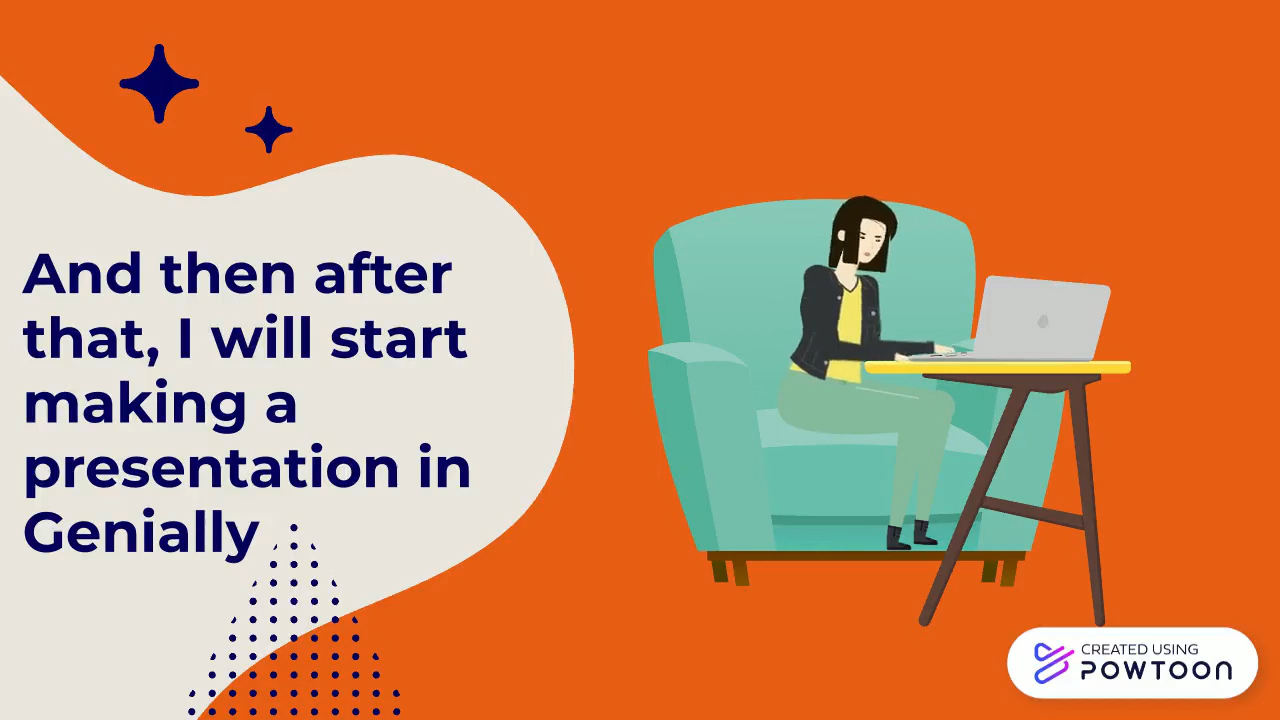 And then after
that, I will start
making a
presentation in
Genially
CREATED USING
POWTOON